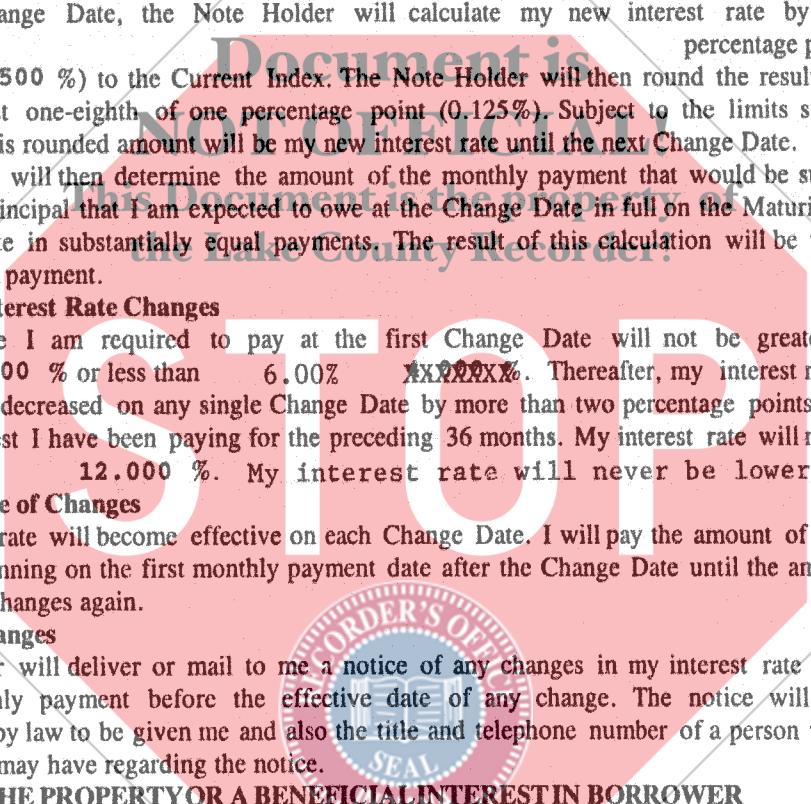 ange Date, the Note Holder will calculate my new interest rate by
percentage p
500 %) to the Current Index. The Note Holder will then round the result
t one-eighth of one percentage point (0.125%). Subject to the limits s
is rounded amount will be my new interest rate until the next Change Date.
will then determine the amount of the monthly payment that would be su
incipal that I am expected to owe at the Change Date in full on the Maturi
te in substantially equal payments. The result of this calculation will be
payment.
terest Rate Changes
e I am required to pay at the first Change Date will not be greate
00 % or less than 6.00% %. Thereafter, my interest r
decreased on any single Change Date by more than two percentage points
est I have been paying for the preceding 36 months. My interest rate will n
12.000 %. My interest rate will never be lower
e of Changes
rate will become effective on each Change Date. I will pay the amount of
nning on the first monthly payment date after the Change Date until the am
hanges again.
anges
r will deliver or mail to me a notice of any changes in my interest rate
ly payment before the effective date of any change. The notice will
by law to be given me and also the title and telephone number of a person
may have regarding the notice.
HE PROPERTY OR A BENEFICIAL INTEREST IN BORROWER
Document is
NOT OFFICIAL!
This Document is the property of
the Lake County Recorder!
STOP
RECORDER'S OFFIC
SEAL